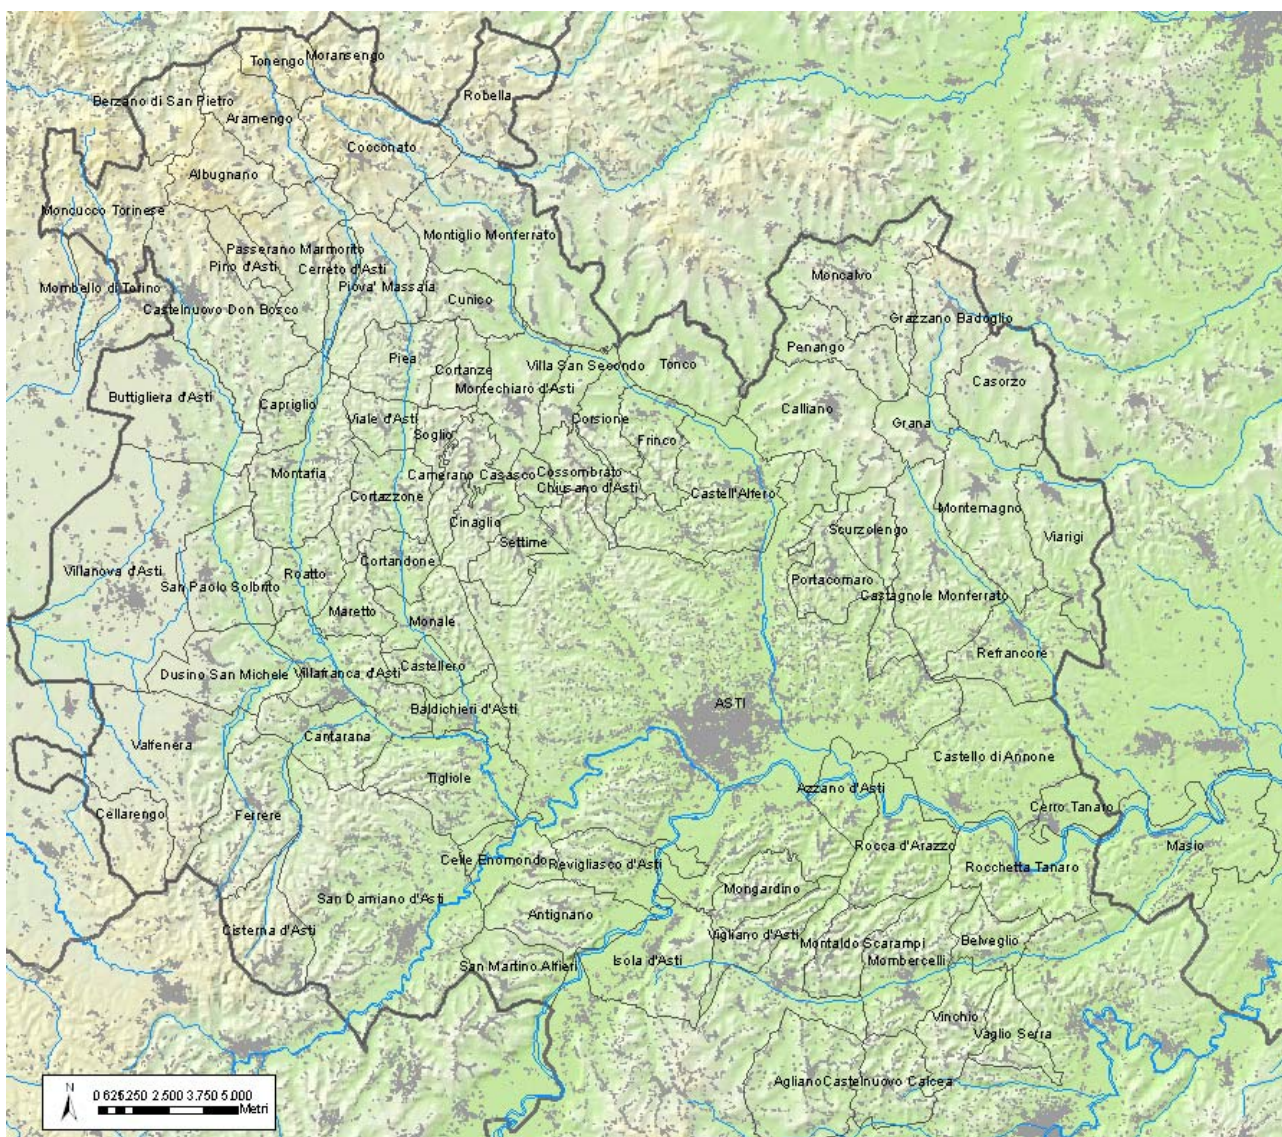 Moransengo
Tonengo
Robella
Berzano di San Pietro
Aramengo
Cocconato
Albugnano
Moncucco Torinese
Montiglio Monferrato
Passerano Marmorito
Pino d'Asti
Cerreto d'Asti
Moncalvo
Piova' Massaia
Mombello di Torino
Castelnuovo Don Bosco
Cunico
Grazzano Badoglio
Penango
Piea
Villa San Secondo
Tonco
Cortanze
Casorzo
Montechiaro d'Asti
Buttigliera d'Asti
Capriglio
Calliano
Viale d'Asti
Corsione
Grana
Soglio
Frinco
Montafia
Camerano Casasco
Cossombrato
Chiusano d'Asti
Cortazzone
Castell'Alfero
Montemagno
Cinaglio
Scurzolengo
Viarigi
Settime
Cortandone
Villanova d'Asti
Roatto
San Paolo Solbrito
Portacomaro
Castagnole Monferrato
Maretto
Monale
Refrancore
Castellero
Dusino San Michele
Villafranca d'Asti
ASTI
Baldichieri d'Asti
Cantarana
Valfenera
Castello di Annone
Tigliole
Azzano d'Asti
Cerro Tanaro
Cellarengo
Ferrere
Rocca d'Arazzo
Masio
Celle Enomondo
Revigliasco d'Asti
Rocchetta Tanaro
Mongardino
San Damiano d'Asti
Antignano
Cisterna d'Asti
Vigliano d'Asti
Montaldo Scarampi
Belveglio
Isola d'Asti
Mombercelli
San Martino Alfieri
Vinchio
Vaglio Serra
Agliano
Castelnuovo Calcea
N
0 625 1.250 2.500 3.750 5.000
Metri